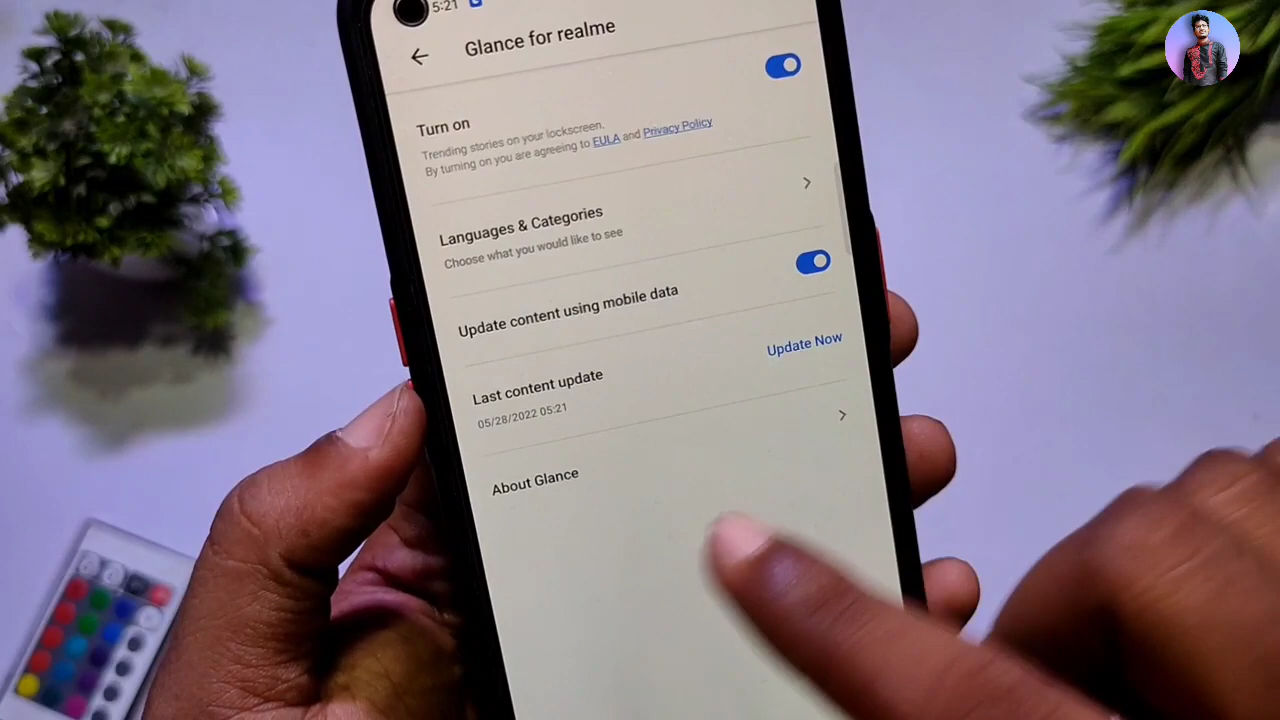 5:21
Glance for realme
Turn on
Trending stories on your lockscreen.
By turning on you are agreeing to EULA and Privacy Policy
Languages & Categories
Choose what you would like to see
Update content using mobile data
Last content update
Update Now
05/28/2022 05:21
About Glance